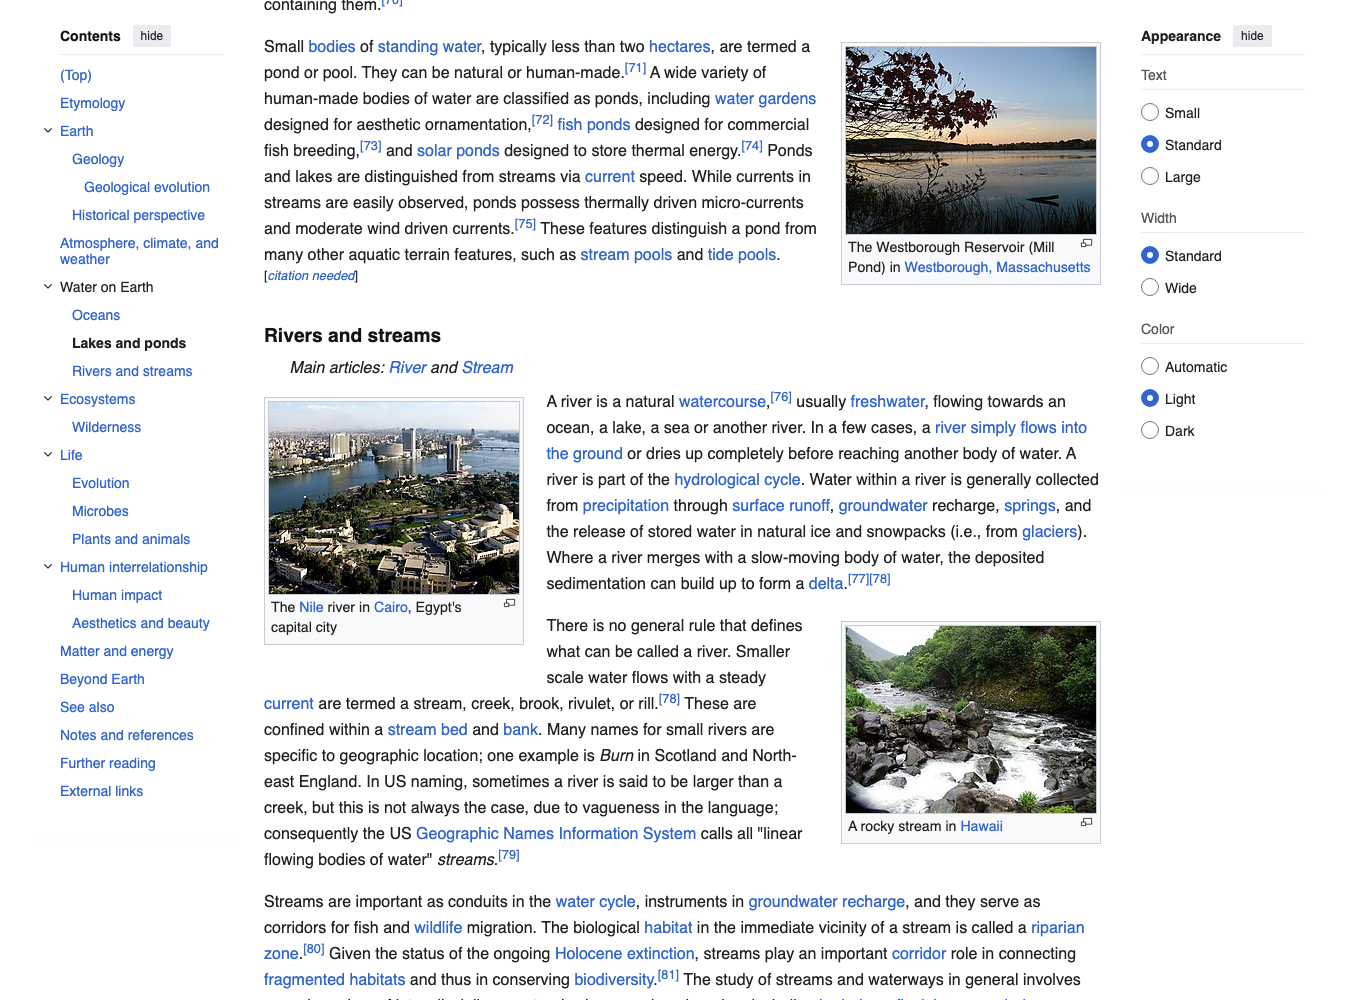 Contents hide
(Top)
Etymology
Earth
Geology
Geological evolution
Historical perspective
Atmosphere, climate, and
weather
Water on Earth
Oceans
Lakes and ponds
Rivers and streams
Ecosystems
Wilderness
Life
Evolution
Microbes
Plants and animals
Human interrelationship
Human impact
Aesthetics and beauty
Matter and energy
Beyond Earth
See also
Notes and references
Further reading
External links
containing them.[70]
Small bodies of standing water, typically less than two hectares, are termed a
pond or pool. They can be natural or human-made.[71] A wide variety of
human-made bodies of water are classified as ponds, including water gardens
designed for aesthetic ornamentation,[72] fish ponds designed for commercial
fish breeding,[73] and solar ponds designed to store thermal energy.[74] Ponds
and lakes are distinguished from streams via current speed. While currents in
streams are easily observed, ponds possess thermally driven micro-currents
and moderate wind driven currents.[75] These features distinguish a pond from
many other aquatic terrain features, such as stream pools and tide pools.
[citation needed]
The Westborough Reservoir (Mill
Pond) in Westborough, Massachusetts
Rivers and streams
Main articles: River and Stream
The Nile river in Cairo, Egypt's
capital city
A river is a natural watercourse,[76] usually freshwater, flowing towards an
ocean, a lake, a sea or another river. In a few cases, a river simply flows into
the ground or dries up completely before reaching another body of water. A
river is part of the hydrological cycle. Water within a river is generally collected
from precipitation through surface runoff, groundwater recharge, springs, and
the release of stored water in natural ice and snowpacks (i.e., from glaciers).
Where a river merges with a slow-moving body of water, the deposited
sedimentation can build up to form a delta.[77][78]
There is no general rule that defines
what can be called a river. Smaller
scale water flows with a steady
current are termed a stream, creek, brook, rivulet, or rill.[78] These are
confined within a stream bed and bank. Many names for small rivers are
specific to geographic location; one example is Burn in Scotland and North-
east England. In US naming, sometimes a river is said to be larger than a
creek, but this is not always the case, due to vagueness in the language;
consequently the US Geographic Names Information System calls all "linear
flowing bodies of water" streams.[79]
A rocky stream in Hawaii
Streams are important as conduits in the water cycle, instruments in groundwater recharge, and they serve as
corridors for fish and wildlife migration. The biological habitat in the immediate vicinity of a stream is called a riparian
zone.[80] Given the status of the ongoing Holocene extinction, streams play an important corridor role in connecting
fragmented habitats and thus in conserving biodiversity.[81] The study of streams and waterways in general involves
Appearance hide
Text
Small
Standard
Large
Width
Standard
Wide
Color
Automatic
Light
Dark